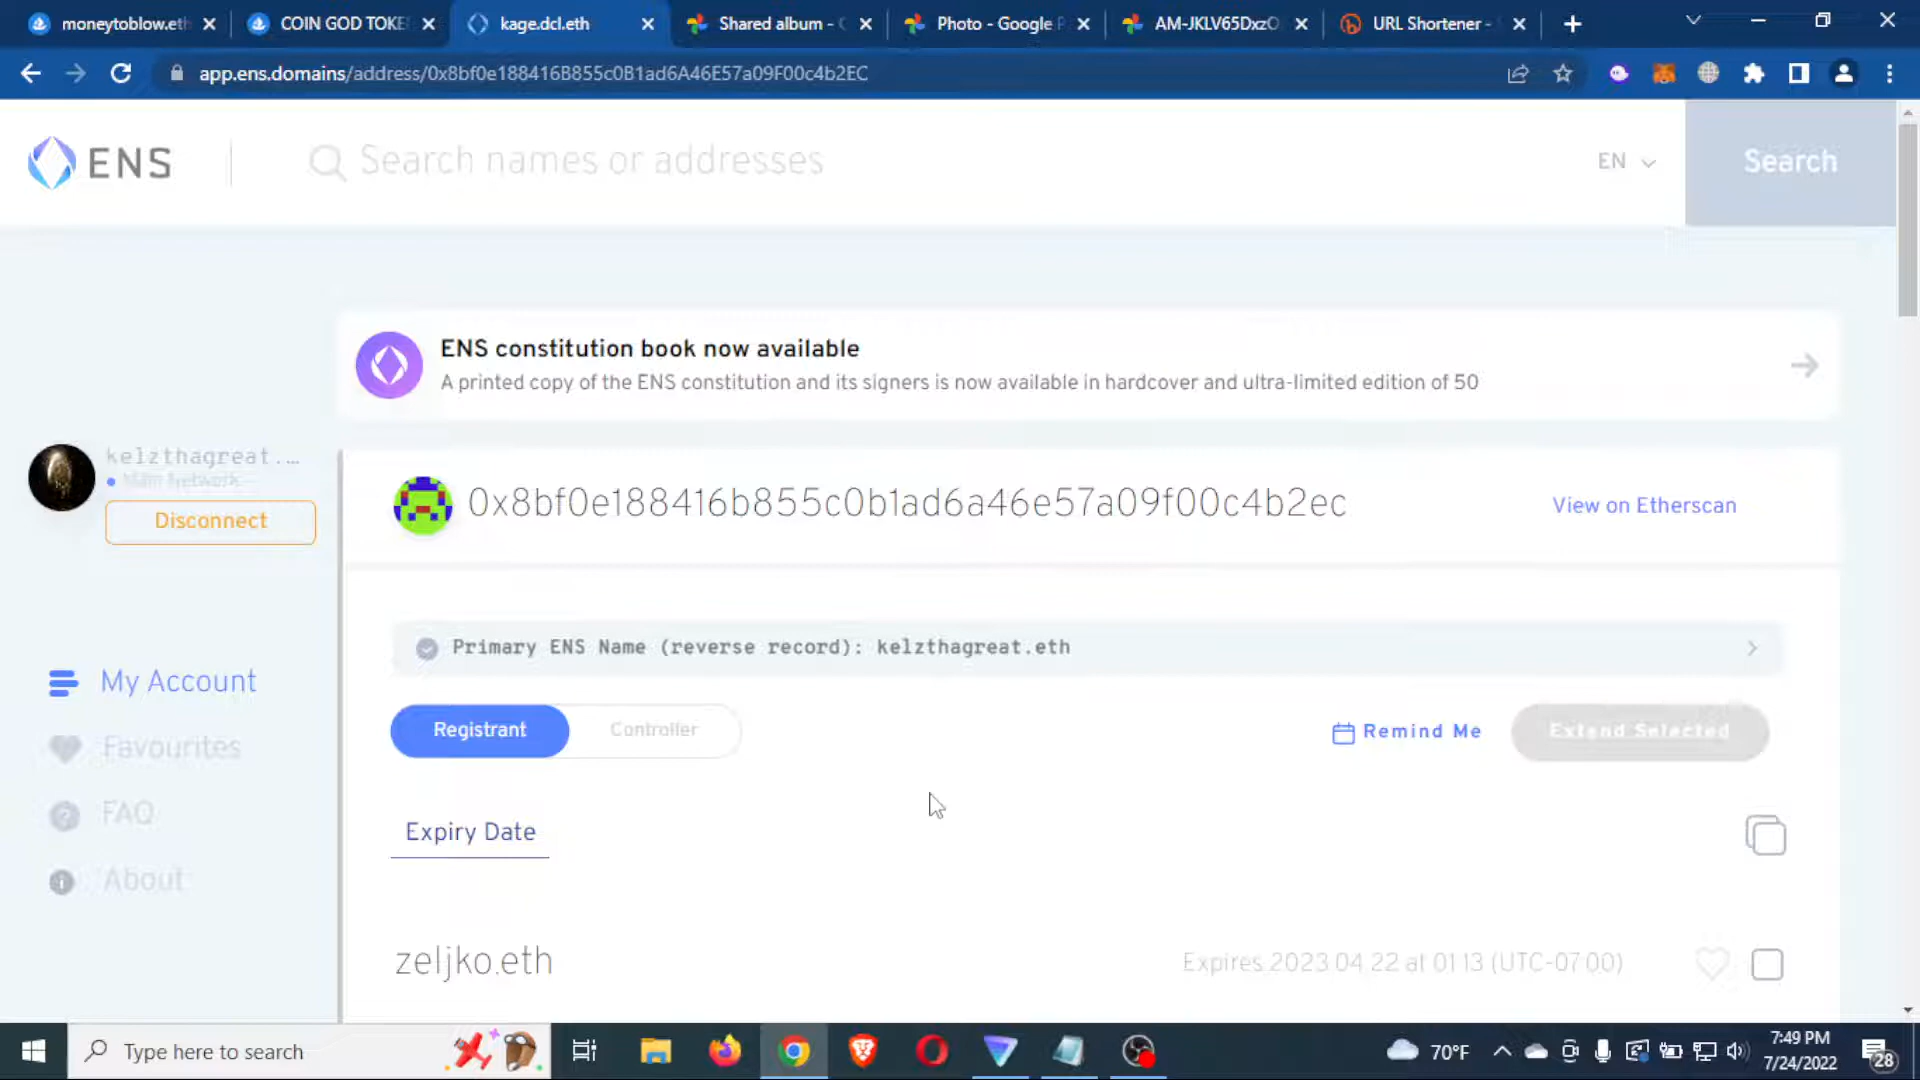 moneytoblow.eth
COIN GOD TOKE
kage.dcl.eth
Shared album -
Photo - Google P
AM-JKLV65DxzO
URL Shortener -
app.ens.domains/address/0x8bf0e188416B855c0B1ad6A46E57a09F00c4b2EC
ENS
Search names or addresses
EN
Search
ENS constitution book now available
A printed copy of the ENS constitution and its signers is now available in hardcover and ultra-limited edition of 50
kelzthagreat....
Main Network
Disconnect
0x8bf0e188416b855c0b1ad6a46e57a09f00c4b2ec
View on Etherscan
Primary ENS Name (reverse record): kelzthagreat.eth
My Account
Registrant
Controller
Remind Me
Extend Selected
Favourites
FAQ
Expiry Date
About
zeljko.eth
Expires 2023.04.22 at 01:13 (UTC-07:00)
Type here to search
70°F
7:49 PM
7/24/2022
28